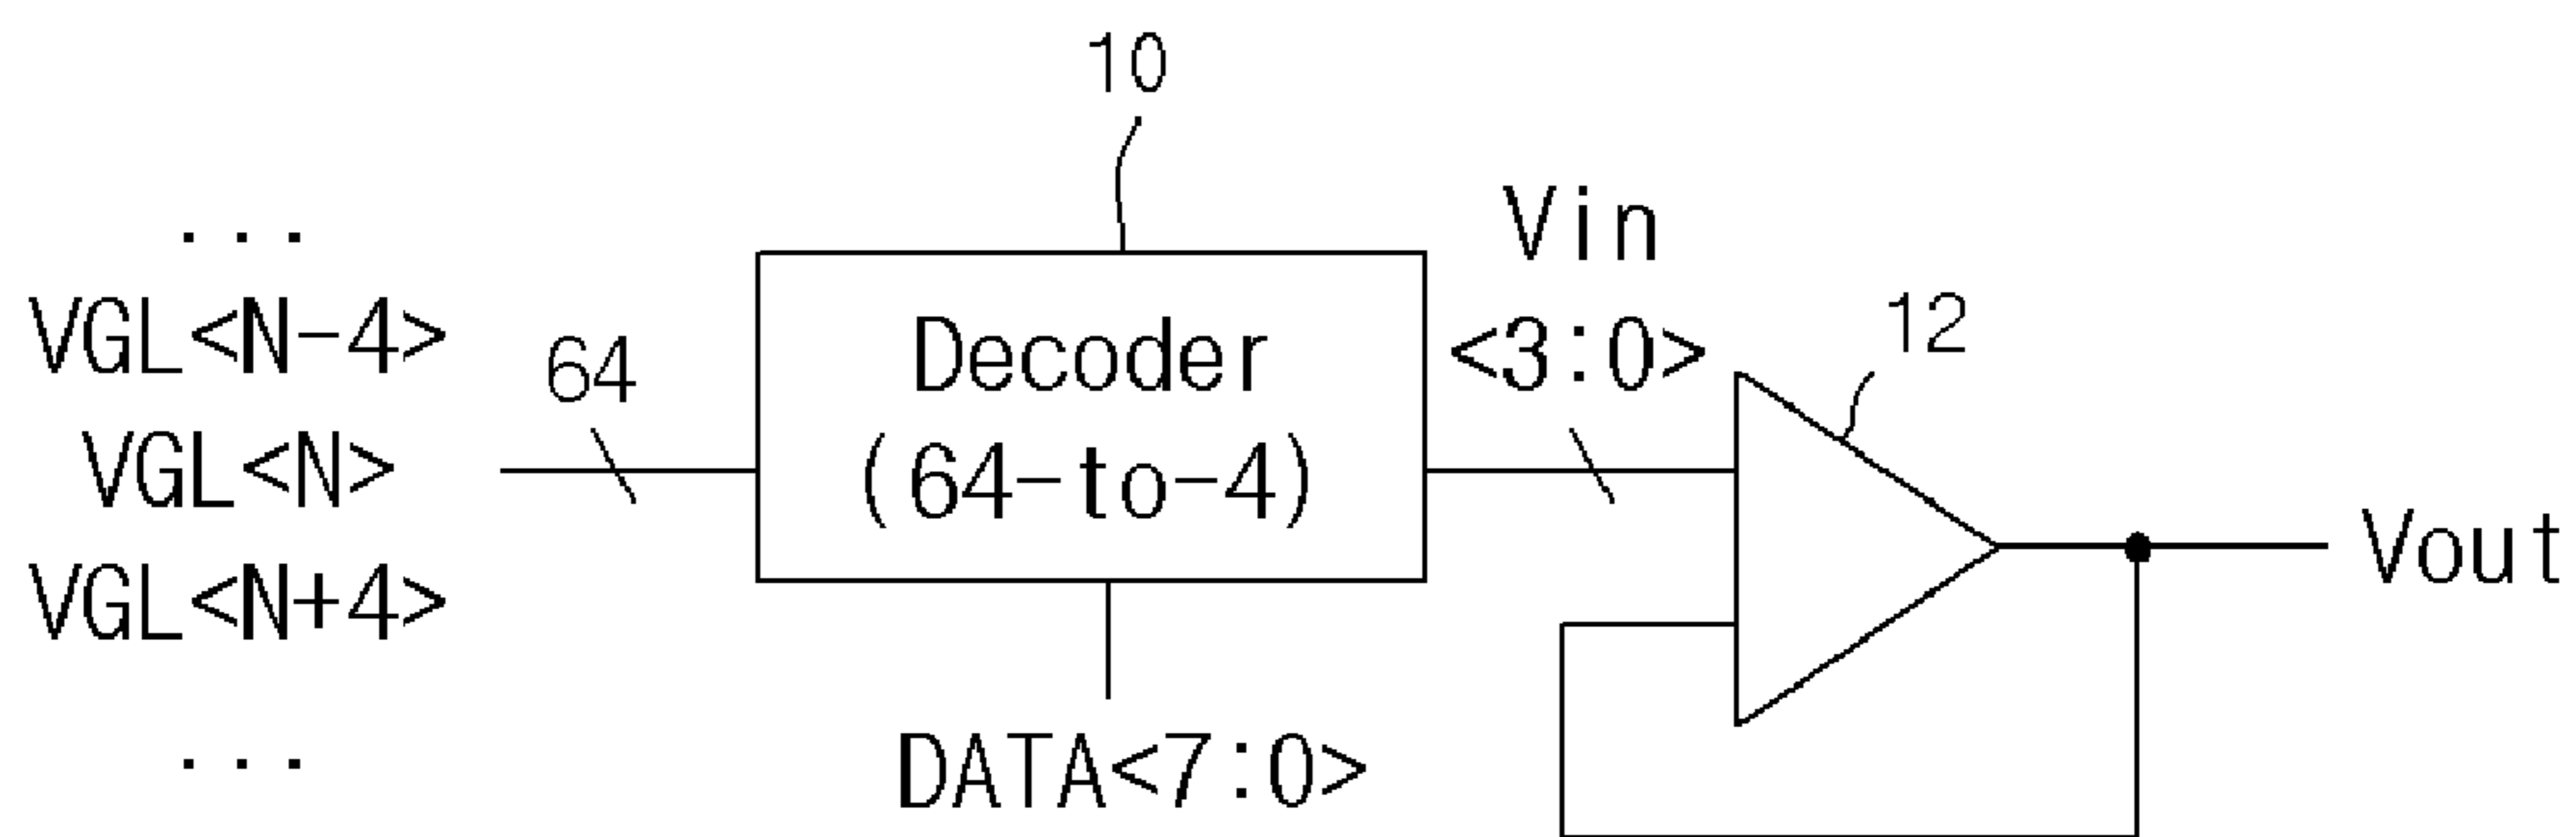 10
...
VGL<N-4>
VGL<N>
VGL<N+4>
...
64
Decoder
(64-to-4)
DATA<7:0>
Vin
<3:0>
12
Vout